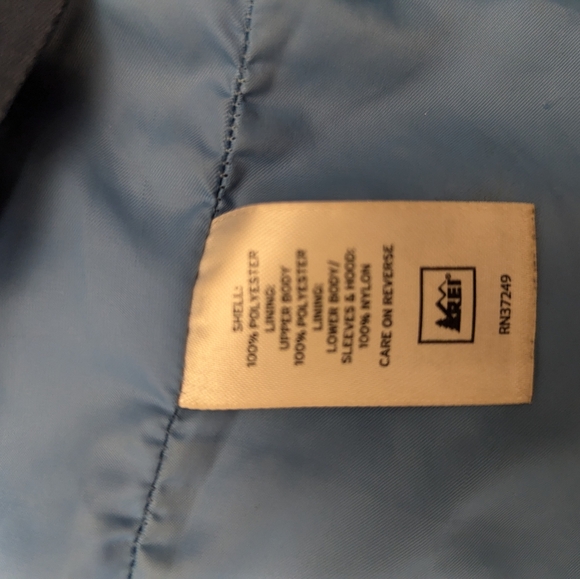 SHELL:
100% POLYESTER
LINING:
UPPER BODY
100% POLYESTER
LINING:
LOWER BODY/
SLEEVES & HOOD:
100% NYLON
CARE ON REVERSE
REI
RN37249